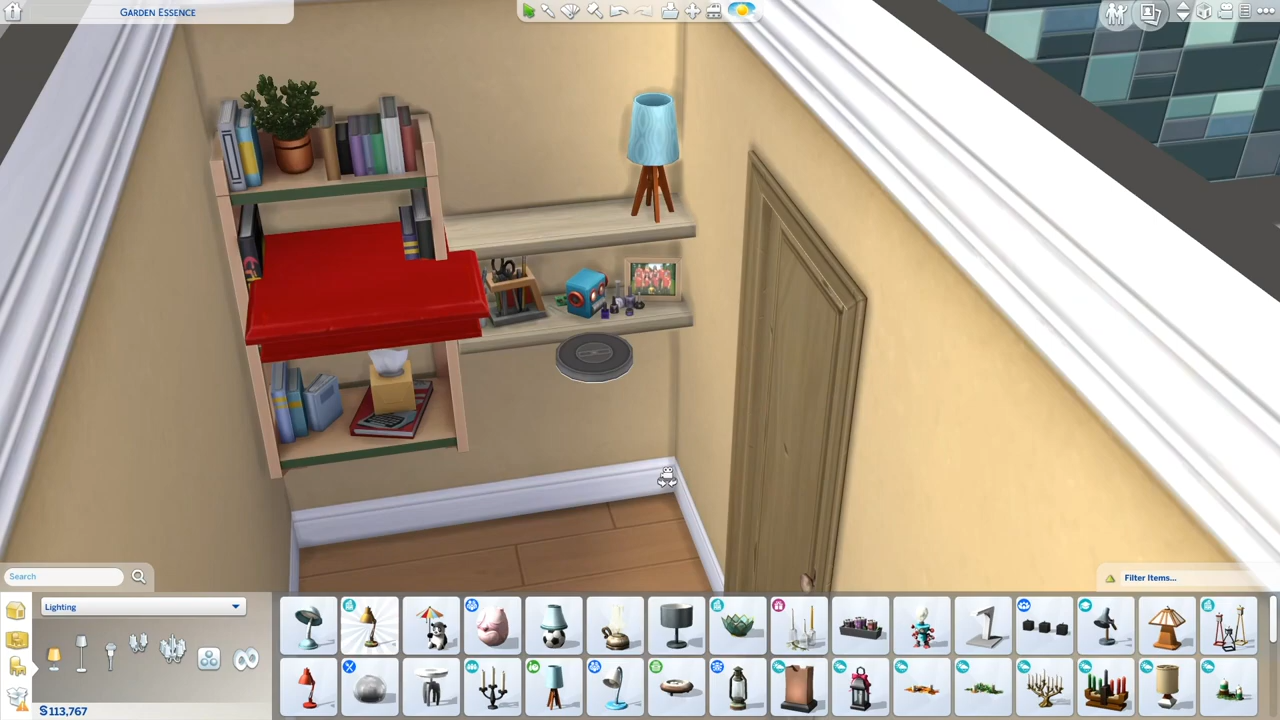 GARDEN ESSENCE
Search
Filter Items...
Lighting
§113,767